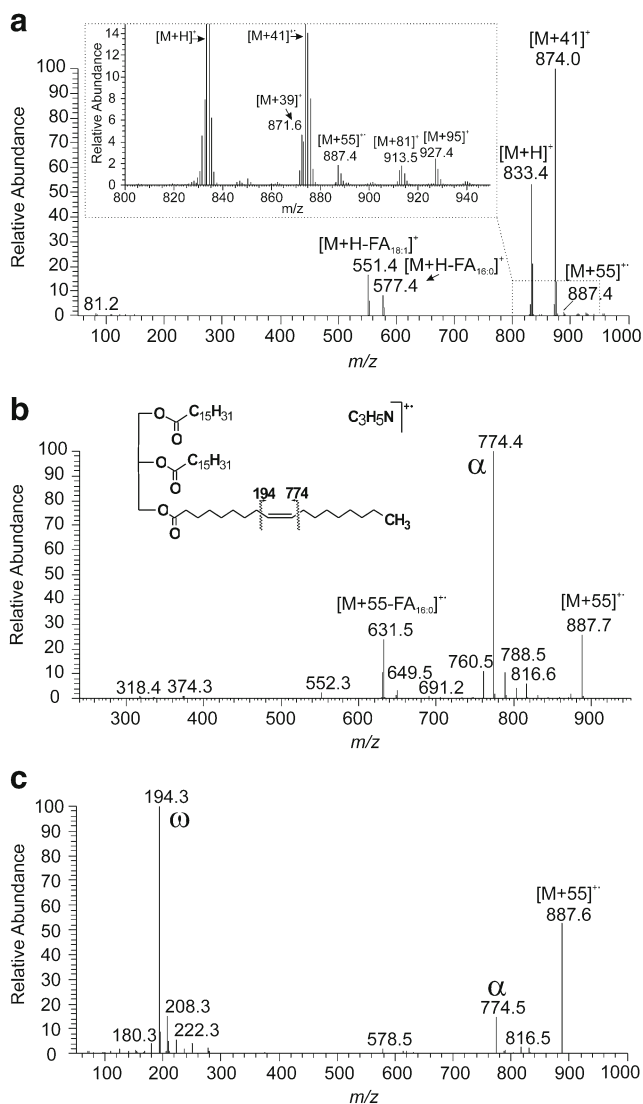 a
[M+H]⁺
[M+41]⁺·
[M+39]⁺
871.6
[M+55]⁺·
887.4
[M+81]⁺
913.5
[M+95]⁺
927.4
Relative Abundance
14
12
10
8
6
4
2
0
800 820 840 860 880 900 920 940
m/z
[M+41]⁺
874.0
[M+H]⁺
833.4
[M+55]⁺·
887.4
[M+H-FA18:1]⁺
551.4
[M+H-FA16:0]⁺
577.4
81.2
Relative Abundance
100
90
80
70
60
50
40
30
20
10
0
100 200 300 400 500 600 700 800 900 1000
m/z
b
O C15H31
O
O C15H31
O
O
O
194 774
CH3
C3H5N +·
774.4
α
[M+55-FA16:0]⁺·
631.5
[M+55]⁺·
887.7
318.4 374.3
552.3
649.5
691.2
760.5
788.5
816.6
Relative Abundance
100
90
80
70
60
50
40
30
20
10
0
300 400 500 600 700 800 900
m/z
c
194.3
ω
[M+55]⁺·
887.6
α
774.5
208.3
180.3
222.3
578.5
816.5
Relative Abundance
100
90
80
70
60
50
40
30
20
10
0
100 200 300 400 500 600 700 800 900
m/z